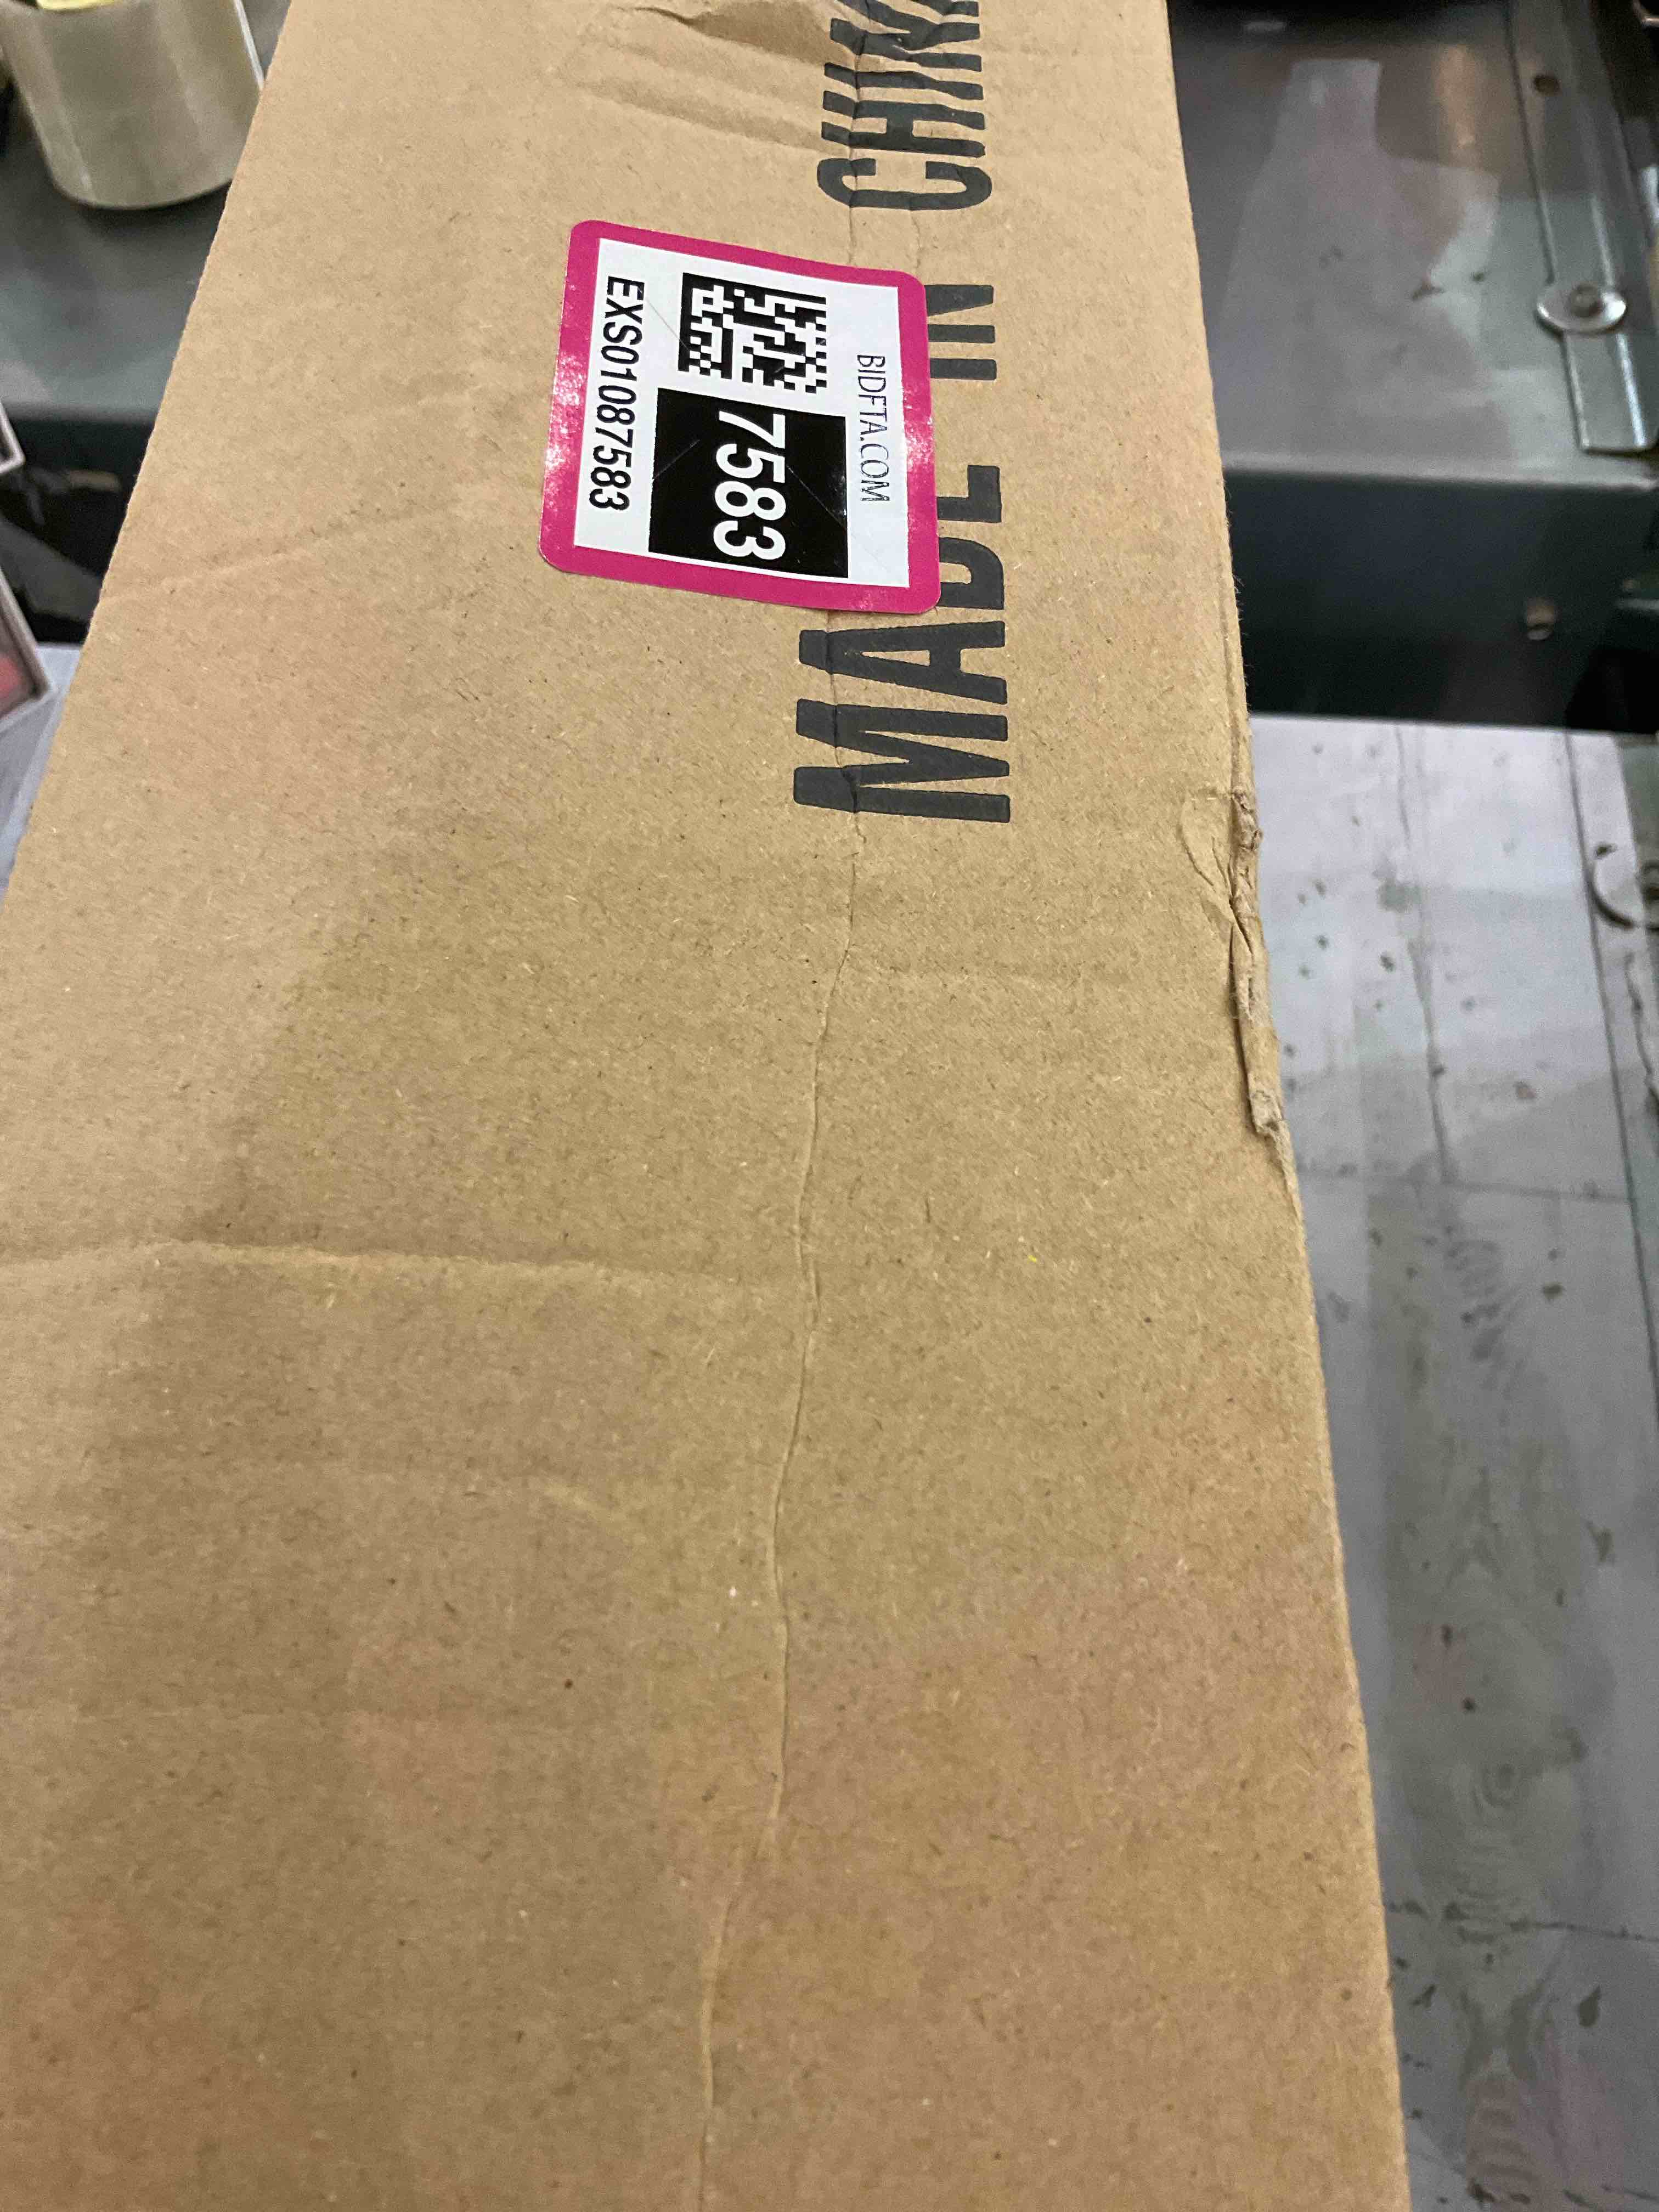 BIDFTA.COM
7583
EXS01087583
MADE IN CHINA